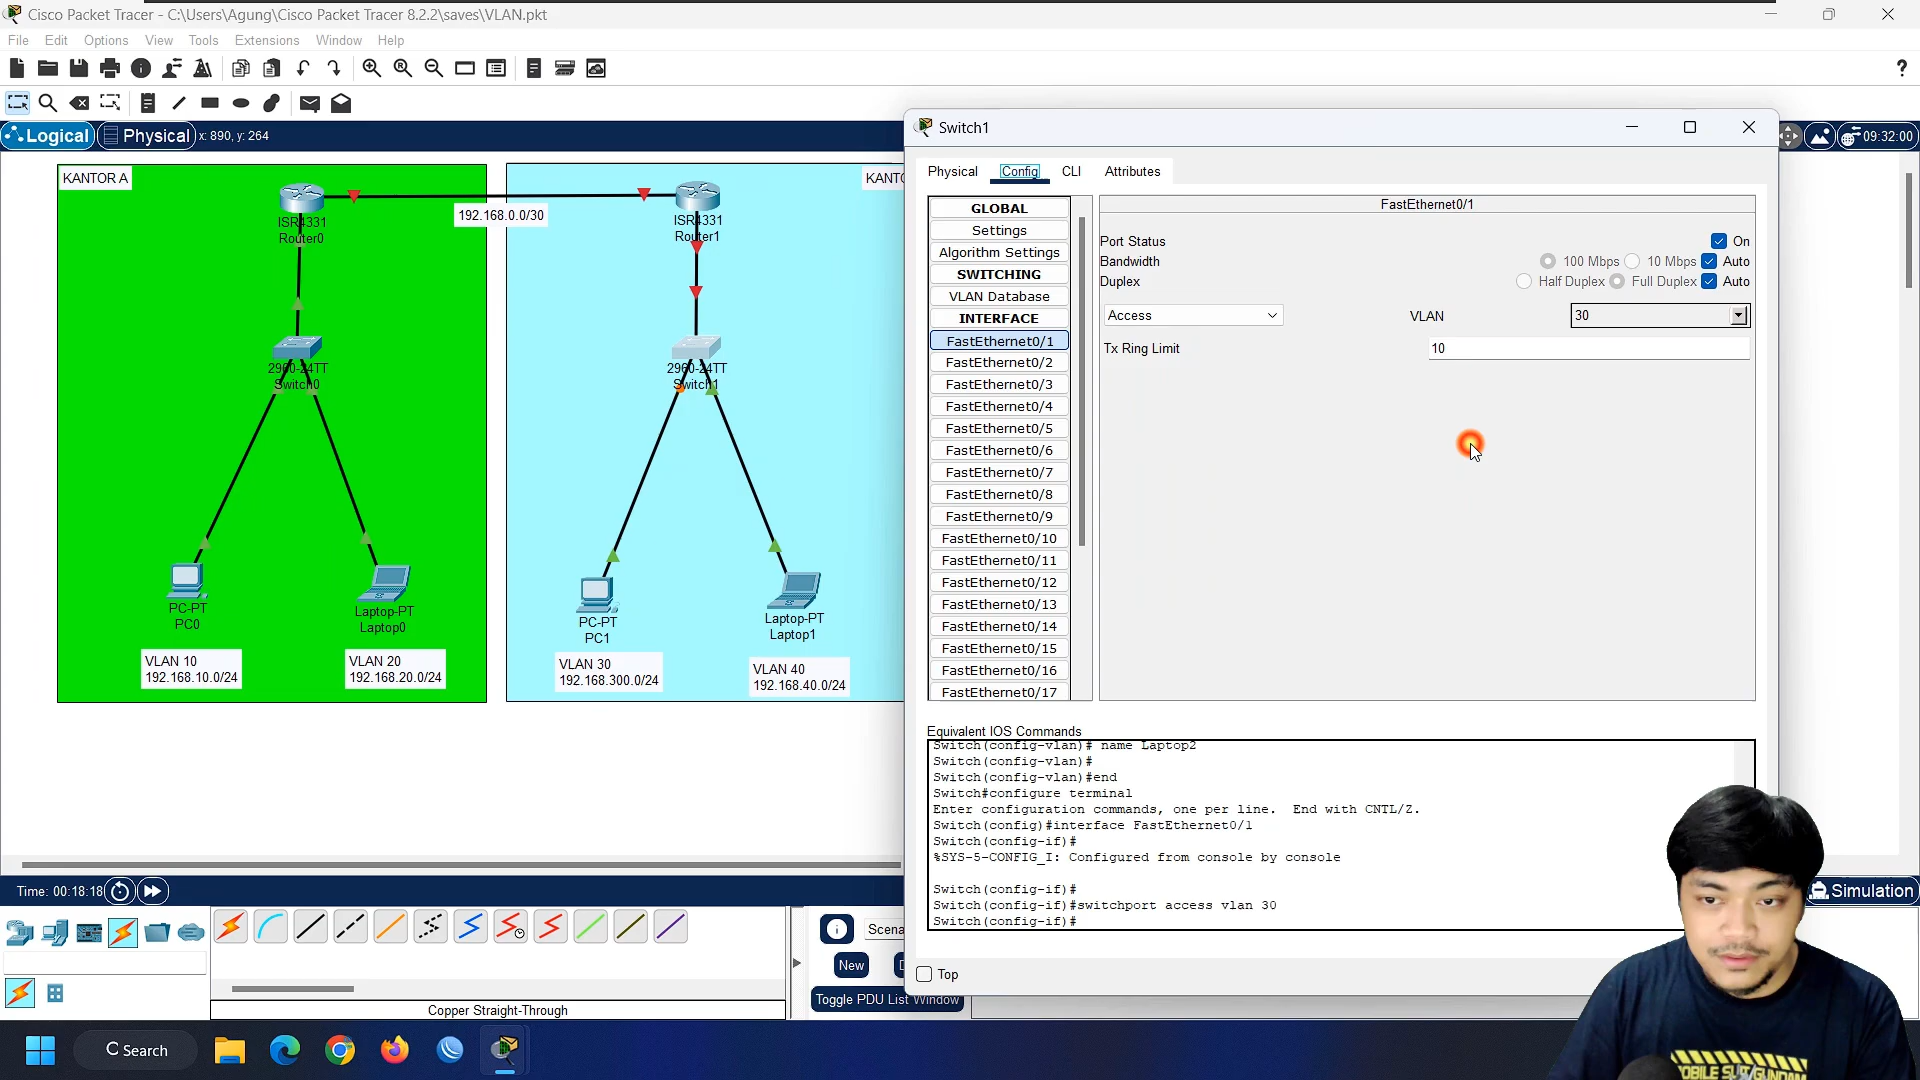 Cisco Packet Tracer - C:\Users\Agung\Cisco Packet Tracer 8.2.2\saves\VLAN.pkt
File Edit Options View Tools Extensions Window Help
Logical Physical x: 890, y: 264
09:32:00
KANTOR A
192.168.0.0/30
ISR4331
Router0
ISR4331
Router1
2960-24TT
Switch0
2960-24TT
Switch1
PC-PT
PC0
Laptop-PT
Laptop0
PC-PT
PC1
Laptop-PT
Laptop1
VLAN 10
192.168.10.0/24
VLAN 20
192.168.20.0/24
VLAN 30
192.168.300.0/24
VLAN 40
192.168.40.0/24
Switch1
Physical Config CLI Attributes
GLOBAL
Settings
Algorithm Settings
SWITCHING
VLAN Database
INTERFACE
FastEthernet0/1
FastEthernet0/2
FastEthernet0/3
FastEthernet0/4
FastEthernet0/5
FastEthernet0/6
FastEthernet0/7
FastEthernet0/8
FastEthernet0/9
FastEthernet0/10
FastEthernet0/11
FastEthernet0/12
FastEthernet0/13
FastEthernet0/14
FastEthernet0/15
FastEthernet0/16
FastEthernet0/17
FastEthernet0/1
Port Status On
Bandwidth 100 Mbps 10 Mbps Auto
Duplex Half Duplex Full Duplex Auto
Access VLAN 30
Tx Ring Limit 10
Equivalent IOS Commands
Switch(config-vlan)# name Laptop2
Switch(config-vlan)#
Switch(config-vlan)#end
Switch#configure terminal
Enter configuration commands, one per line. End with CNTL/Z.
Switch(config)#interface FastEthernet0/1
Switch(config-if)#
%SYS-5-CONFIG_I: Configured from console by console
Switch(config-if)#
Switch(config-if)#switchport access vlan 30
Switch(config-if)#
Top
Time: 00:18:18
Simulation
New
Toggle PDU List Window
Copper Straight-Through
Search
MOBILE SUIT GUNDAM